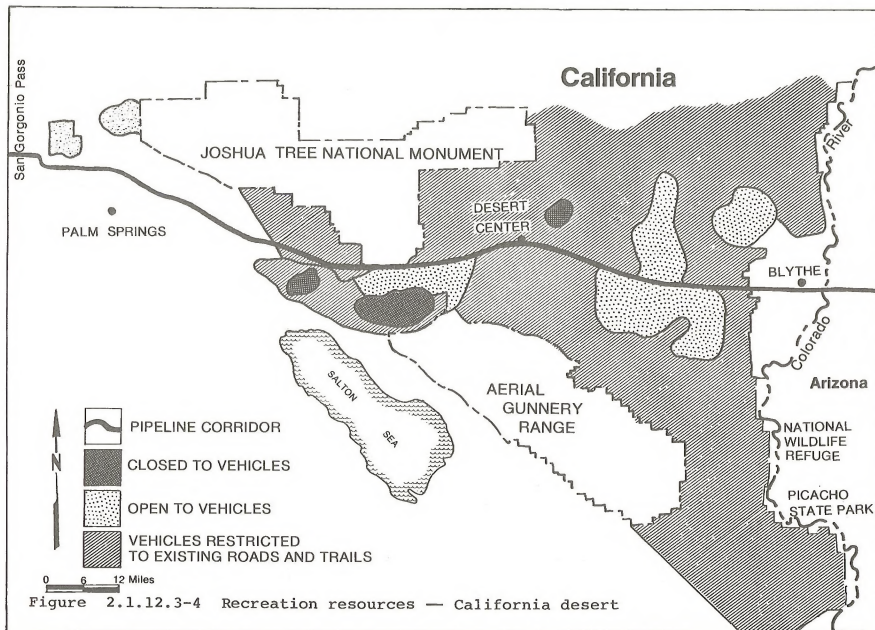 San Gorgonio Pass
California
River
JOSHUA TREE NATIONAL MONUMENT
DESERT
CENTER
PALM SPRINGS
BLYTHE
Colorado
SALTON
SEA
AERIAL
GUNNERY
RANGE
Arizona
NATIONAL
WILDLIFE
REFUGE
PICACHO
STATE PARK
N
PIPELINE CORRIDOR
CLOSED TO VEHICLES
OPEN TO VEHICLES
VEHICLES RESTRICTED
TO EXISTING ROADS AND TRAILS
0 6 12 Miles
Figure 2.1.12.3-4 Recreation resources — California desert